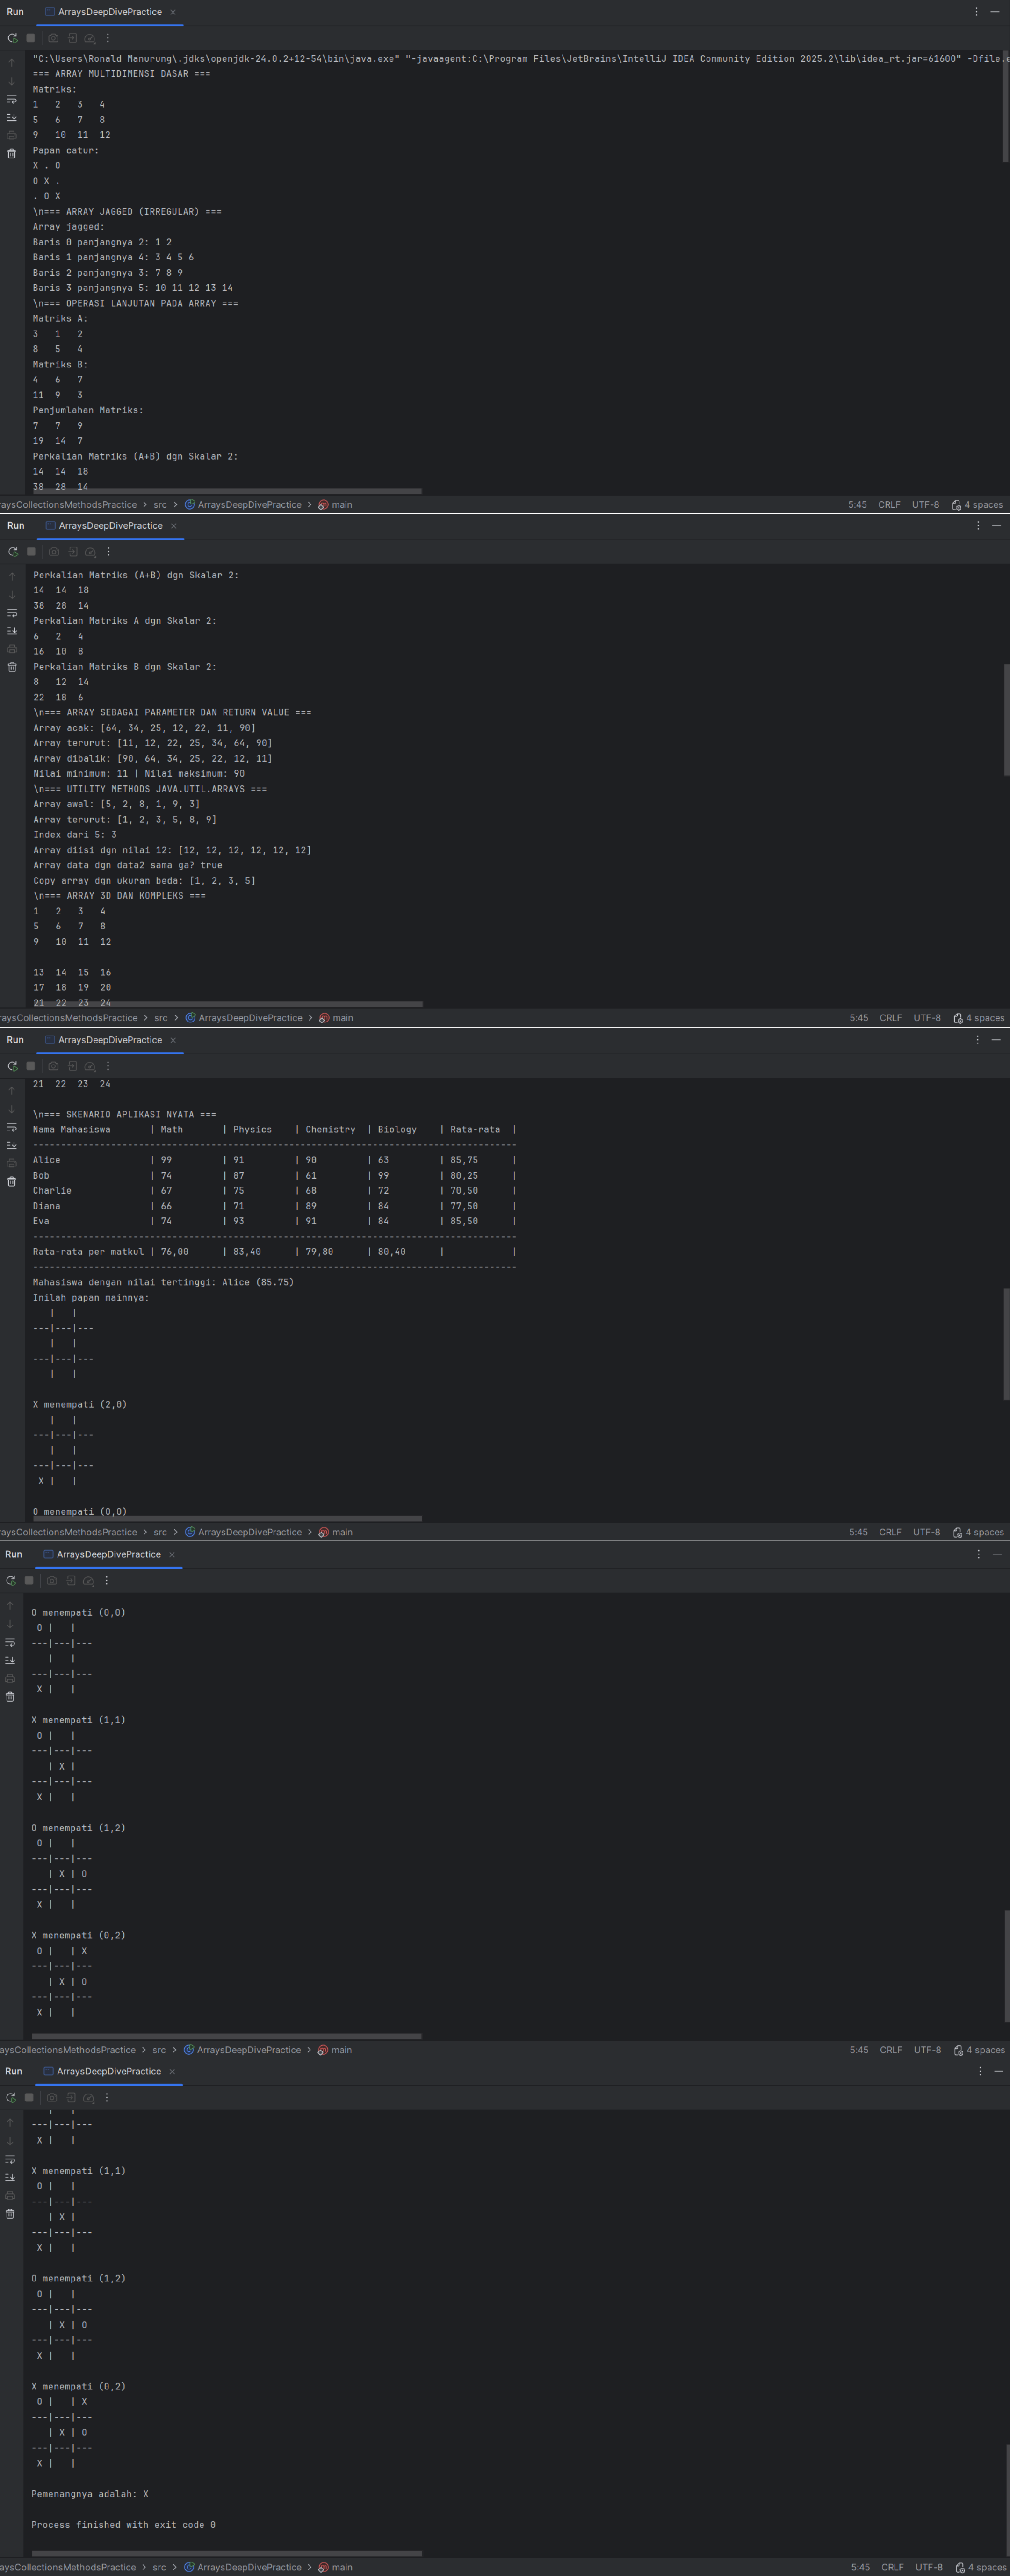 Run ArraysDeepDivePractice
"C:\Users\Ronald Manurung\.jdks\openjdk-24.0.2+12-54\bin\java.exe" "-javaagent:C:\Program Files\JetBrains\IntelliJ IDEA Community Edition 2025.2\lib\idea_rt.jar=61600" -Dfile.e
=== ARRAY MULTIDIMENSI DASAR ===
Matriks:
1 2 3 4
5 6 7 8
9 10 11 12
Papan catur:
X . O
O X .
. O X
\n=== ARRAY JAGGED (IRREGULAR) ===
Array jagged:
Baris 0 panjangnya 2: 1 2
Baris 1 panjangnya 4: 3 4 5 6
Baris 2 panjangnya 3: 7 8 9
Baris 3 panjangnya 5: 10 11 12 13 14
\n=== OPERASI LANJUTAN PADA ARRAY ===
Matriks A:
3 1 2
8 5 4
Matriks B:
4 6 7
11 9 3
Penjumlahan Matriks:
7 7 9
19 14 7
Perkalian Matriks (A+B) dgn Skalar 2:
14 14 18
38 28 14
raysCollectionsMethodsPractice > src > ArraysDeepDivePractice > main 5:45 CRLF UTF-8 4 spaces
Run ArraysDeepDivePractice
Perkalian Matriks (A+B) dgn Skalar 2:
14 14 18
38 28 14
Perkalian Matriks A dgn Skalar 2:
6 2 4
16 10 8
Perkalian Matriks B dgn Skalar 2:
8 12 14
22 18 6
\n=== ARRAY SEBAGAI PARAMETER DAN RETURN VALUE ===
Array acak: [64, 34, 25, 12, 22, 11, 90]
Array terurut: [11, 12, 22, 25, 34, 64, 90]
Array dibalik: [90, 64, 34, 25, 22, 12, 11]
Nilai minimum: 11 | Nilai maksimum: 90
\n=== UTILITY METHODS JAVA.UTIL.ARRAYS ===
Array awal: [5, 2, 8, 1, 9, 3]
Array terurut: [1, 2, 3, 5, 8, 9]
Index dari 5: 3
Array diisi dgn nilai 12: [12, 12, 12, 12, 12, 12]
Array data dgn data2 sama ga? true
Copy array dgn ukuran beda: [1, 2, 3, 5]
\n=== ARRAY 3D DAN KOMPLEKS ===
1 2 3 4
5 6 7 8
9 10 11 12
13 14 15 16
17 18 19 20
21 22 23 24
raysCollectionsMethodsPractice > src > ArraysDeepDivePractice > main 5:45 CRLF UTF-8 4 spaces
Run ArraysDeepDivePractice
21 22 23 24
\n=== SKENARIO APLIKASI NYATA ===
Nama Mahasiswa | Math | Physics | Chemistry | Biology | Rata-rata |
---------------------------------------------------------------------------------------
Alice | 99 | 91 | 90 | 63 | 85,75 |
Bob | 74 | 87 | 61 | 99 | 80,25 |
Charlie | 67 | 75 | 68 | 72 | 70,50 |
Diana | 66 | 71 | 89 | 84 | 77,50 |
Eva | 74 | 93 | 91 | 84 | 85,50 |
---------------------------------------------------------------------------------------
Rata-rata per matkul | 76,00 | 83,40 | 79,80 | 80,40 | |
---------------------------------------------------------------------------------------
Mahasiswa dengan nilai tertinggi: Alice (85.75)
Inilah papan mainnya:
   |   |
---|---|---
   |   |
---|---|---
   |   |
X menempati (2,0)
   |   |
---|---|---
   |   |
---|---|---
 X |   |
O menempati (0,0)
raysCollectionsMethodsPractice > src > ArraysDeepDivePractice > main 5:45 CRLF UTF-8 4 spaces
Run ArraysDeepDivePractice
O menempati (0,0)
 O |   |
---|---|---
   |   |
---|---|---
 X |   |
X menempati (1,1)
 O |   |
---|---|---
   | X |
---|---|---
 X |   |
O menempati (1,2)
 O |   |
---|---|---
   | X | O
---|---|---
 X |   |
X menempati (0,2)
 O |   | X
---|---|---
   | X | O
---|---|---
 X |   |
aysCollectionsMethodsPractice > src > ArraysDeepDivePractice > main 5:45 CRLF UTF-8 4 spaces
Run ArraysDeepDivePractice
---|---|---
 X |   |
X menempati (1,1)
 O |   |
---|---|---
   | X |
---|---|---
 X |   |
O menempati (1,2)
 O |   |
---|---|---
   | X | O
---|---|---
 X |   |
X menempati (0,2)
 O |   | X
---|---|---
   | X | O
---|---|---
 X |   |
Pemenangnya adalah: X
Process finished with exit code 0
aysCollectionsMethodsPractice > src > ArraysDeepDivePractice > main 5:45 CRLF UTF-8 4 spaces